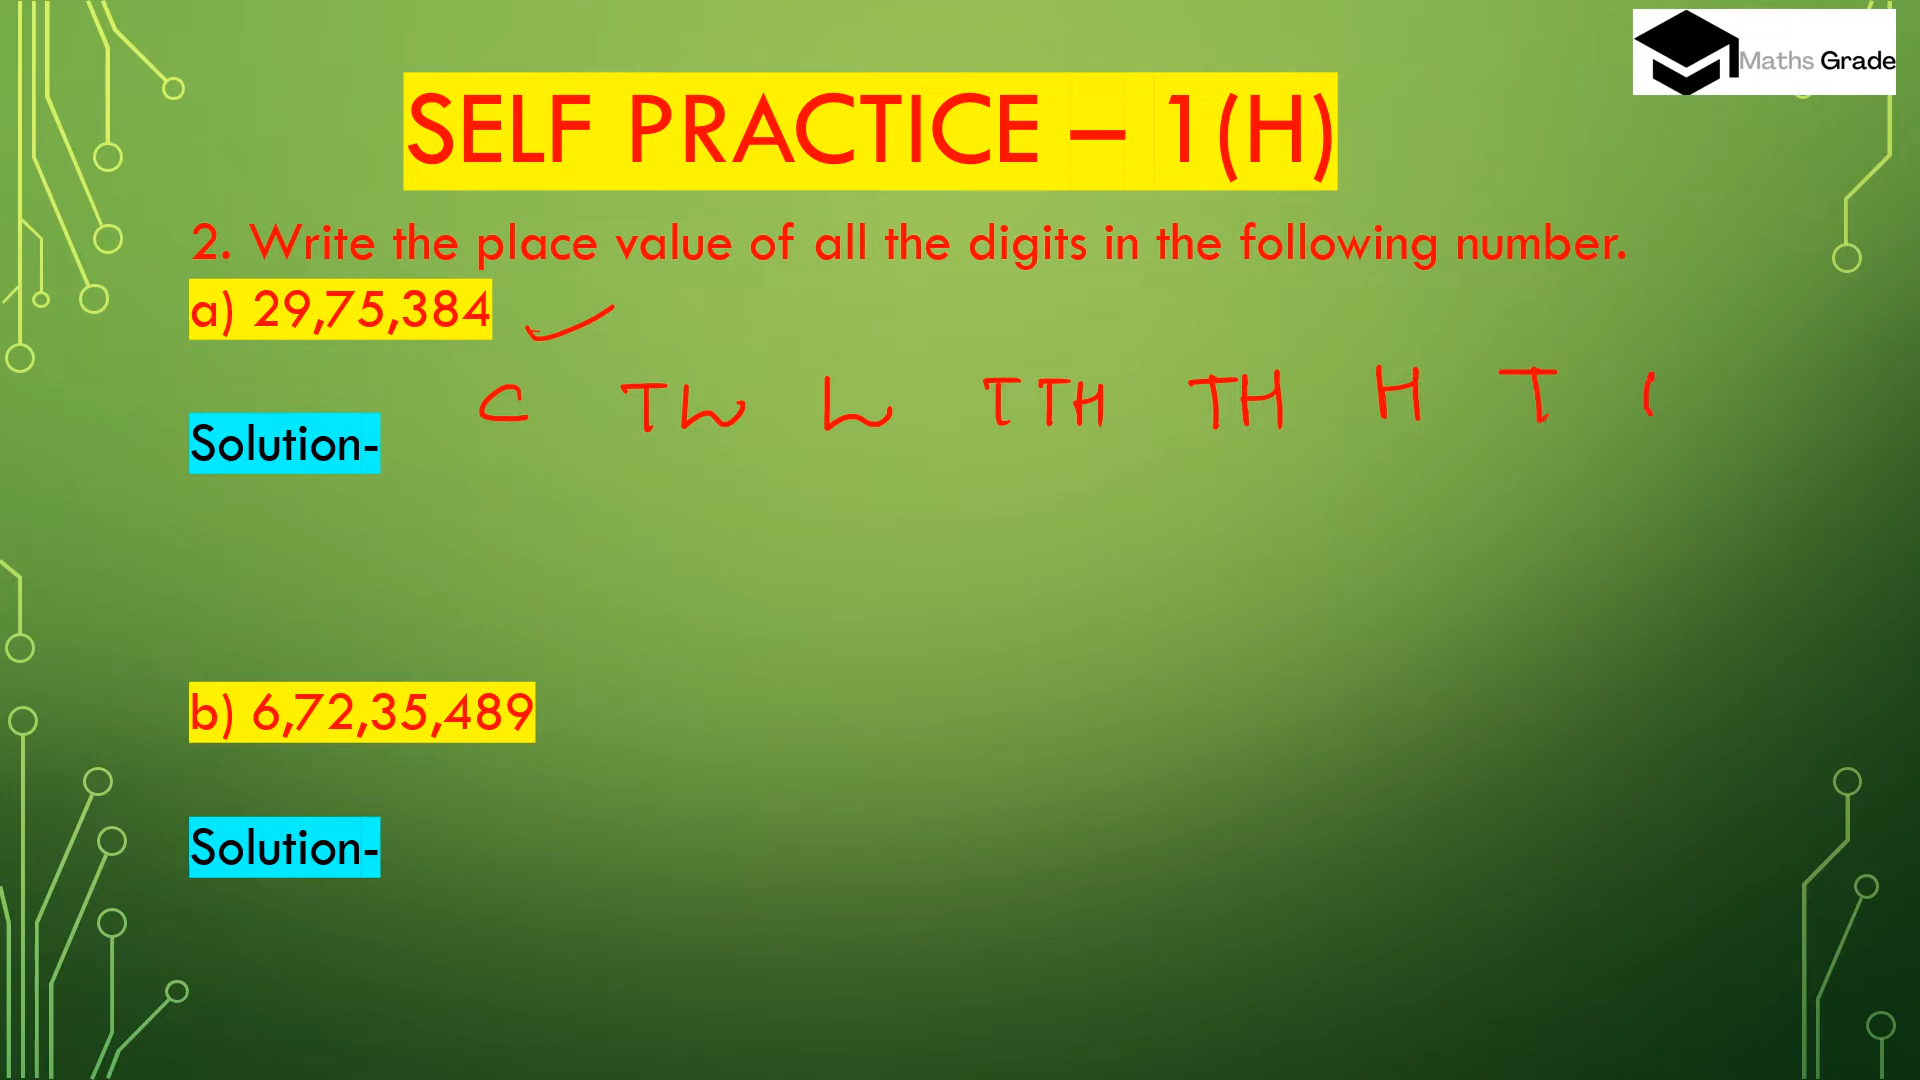 Maths Grade
SELF PRACTICE – 1(H)
2. Write the place value of all the digits in the following number.
a) 29,75,384
C TL L TTH TH H T
Solution-
b) 6,72,35,489
Solution-